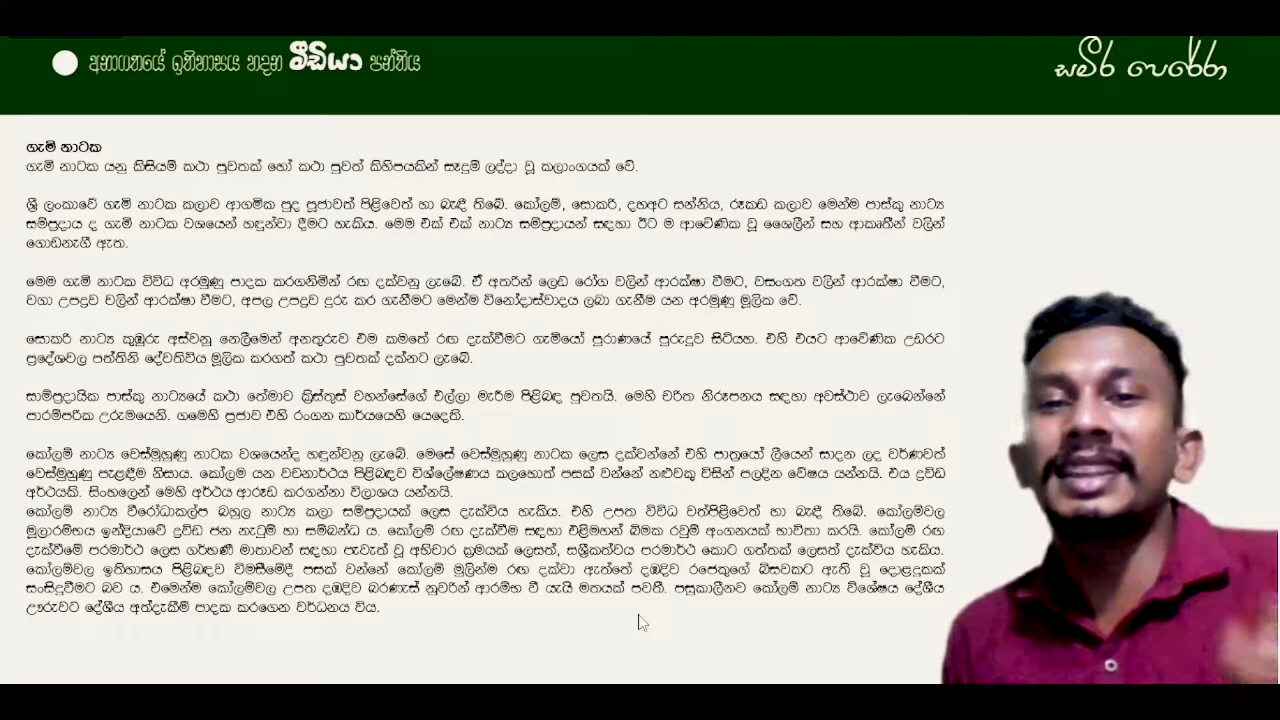 අනාගතයේ ඉතිහාසය හදන මීඩියා පන්තිය
සමීර පෙරේරා
ගැමි නාටක
ගැමි නාටක යනු කිසියම් කථා පුවතක් හෝ කථා පුවත් කිහිපයකින් සැදුම් ලද්දා වූ කලාංගයක් වේ.
ශ්‍රී ලංකාවේ ගැමි නාටක කලාව ආගමික පුද පූජාවත් පිළිවෙත් හා බැඳී තිබේ. කෝලම්, සොකරි, දහඅට සන්නිය, රූකඩ කලාව මෙන්ම පාස්කු නාට්‍ය
සම්ප්‍රදාය ද ගැමි නාටක වශයෙන් හඳුන්වා දීමට හැකිය. මෙම එක් එක් නාට්‍ය සම්ප්‍රදායන් සඳහා ඊට ම ආවේණික වූ ශෛලීන් සහ ආකෘතීන් වලින්
ගොඩනැගී ඇත.
මෙම ගැමි නාටක විවිධ අරමුණු පාදක කරගනිමින් රඟ දක්වනු ලැබේ. ඒ අතරින් ලෙඩ රෝග වලින් ආරක්ෂා වීමට, වසංගත වලින් ආරක්ෂා වීමට,
වගා උපද්‍රව වලින් ආරක්ෂා වීමට, අපල උපද්‍රව දුරු කර ගැනීමට මෙන්ම විනෝදාස්වාදය ලබා ගැනීම යන අරමුණු මූලික වේ.
සොකරි නාට්‍ය කුඹුරු අස්වනු නෙලීමෙන් අනතුරුව එම කමතේ රඟ දැක්වීමට ගැමියෝ පුරාණයේ පුරුදුව සිටියහ. එහි එයට ආවේණික උඩරට
ප්‍රදේශවල පත්තිනි දේවත්විය මූලික කරගත් කථා පුවතක් දක්නට ලැබේ.
සාම්ප්‍රදායික පාස්කු නාට්‍යයේ කථා තේමාව ක්‍රිස්තුස් වහන්සේගේ එල්ලා මැරීම පිළිබඳ පුවතයි. මෙහි චරිත නිරූපනය සඳහා අවස්ථාව ලැබෙන්නේ
පාරම්පරික උරුමයෙනි. ගමෙහි ප්‍රජාව එහි රංගන කාර්යයෙහි යෙදෙති.
කෝලම් නාට්‍ය වෙස්මුහුණු නාටක වශයෙන්ද හඳුන්වනු ලැබේ. මෙසේ වෙස්මුහුණු නාටක ලෙස දක්වන්නේ එහි පාත්‍රයෝ ලීයෙන් සාදන ලද වර්ණවත්
වෙස්මුහුණු පැළඳීම නිසාය. කෝලම් යන වචනාර්ථය පිළිබඳව විශ්ලේෂණය කලහොත් පසක් වන්නේ නළුවකු විසින් පලඳින වේෂය යන්නයි. එය ද්‍රවිඩ
අර්ථයකි. සිංහලෙන් මෙහි අර්ථය ආරූඩ කරගන්නා විලාශය යන්නයි.
කෝලම් නාට්‍ය වීරෝධාකල්ප බහුල නාට්‍ය කලා සම්ප්‍රදායක් ලෙස දැක්විය හැකිය. එහි උපත විවිධ වත්පිළිවෙත් හා බැඳී තිබේ. කෝලම්වල
මූලාරම්භය ඉන්දියාවේ ද්‍රවිඩ ජන නැටුම් හා සම්බන්ධ ය. කෝලම් රඟ දැක්වීම සඳහා එළිමහන් බිමක රවුම් අංගනයක් භාවිතා කරයි. කෝලම් රඟ
දැක්වීමේ පරමාර්ථ ලෙස ගර්භණී මාතාවන් සඳහා පැවැත් වූ අභිචාර ක්‍රමයක් ලෙසත්, සශ්‍රීකත්වය පරමාර්ථ කොට ගත්තක් ලෙසත් දැක්විය හැකිය.
කෝලම්වල ඉතිහාසය පිළිබඳව විමසීමේදී පසක් වන්නේ කෝලම් මුලින්ම රඟ දක්වා ඇත්තේ දඹදිව රජෙකුගේ බිසවකට ඇති වූ දොළදුකක්
සංසිදුවීමට බව ය. එමෙන්ම කෝලම්වල උපත දඹදිව බරණැස් නුවරින් ආරම්භ වී යැයි මතයක් පවතී. පසුකාලීනව කෝලම් නාට්‍ය විශේෂය දේශීය
ඌරුවට දේශීය අත්දැකීම් පාදක කරගෙන වර්ධනය විය.